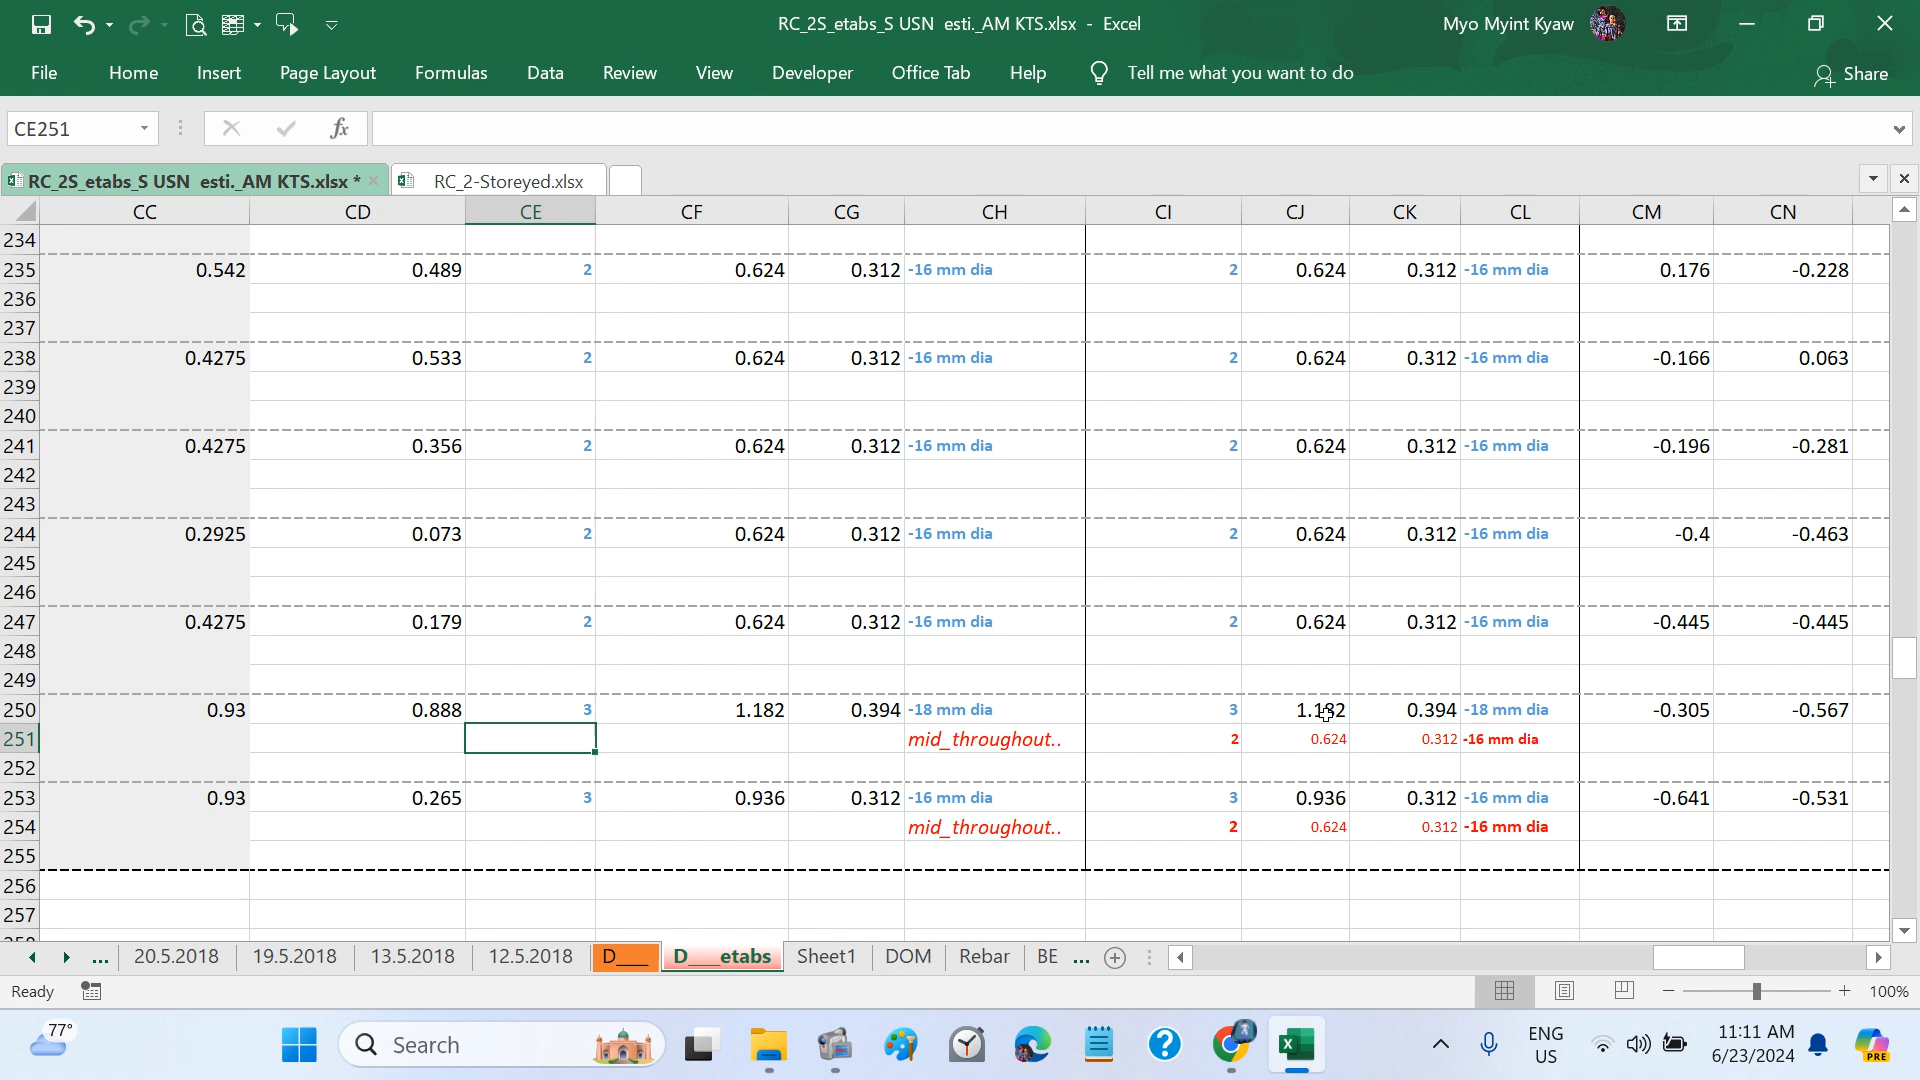 RC_2S_etabs_S USN  esti._AM KTS.xlsx  -  Excel
Myo Myint Kyaw
File Home Insert Page Layout Formulas Data Review View Developer Office Tab Help Tell me what you want to do Share
CE251 fx
RC_2S_etabs_S USN  esti._AM KTS.xlsx * RC_2-Storeyed.xlsx
CC CD CE CF CG CH CI CJ CK CL CM CN
234
235 0.542 0.489 2 0.624 0.312 -16 mm dia 2 0.624 0.312 -16 mm dia 0.176 -0.228
236
237
238 0.4275 0.533 2 0.624 0.312 -16 mm dia 2 0.624 0.312 -16 mm dia -0.166 0.063
239
240
241 0.4275 0.356 2 0.624 0.312 -16 mm dia 2 0.624 0.312 -16 mm dia -0.196 -0.281
242
243
244 0.2925 0.073 2 0.624 0.312 -16 mm dia 2 0.624 0.312 -16 mm dia -0.4 -0.463
245
246
247 0.4275 0.179 2 0.624 0.312 -16 mm dia 2 0.624 0.312 -16 mm dia -0.445 -0.445
248
249
250 0.93 0.888 3 1.182 0.394 -18 mm dia 3 1.182 0.394 -18 mm dia -0.305 -0.567
251 mid_throughout.. 2 0.624 0.312 -16 mm dia
252
253 0.93 0.265 3 0.936 0.312 -16 mm dia 3 0.936 0.312 -16 mm dia -0.641 -0.531
254 mid_throughout.. 2 0.624 0.312 -16 mm dia
255
256
257
... 20.5.2018 19.5.2018 13.5.2018 12.5.2018 D___ D___etabs Sheet1 DOM Rebar BE ...
Ready 100%
77° Search ENG US 11:11 AM 6/23/2024 PRE